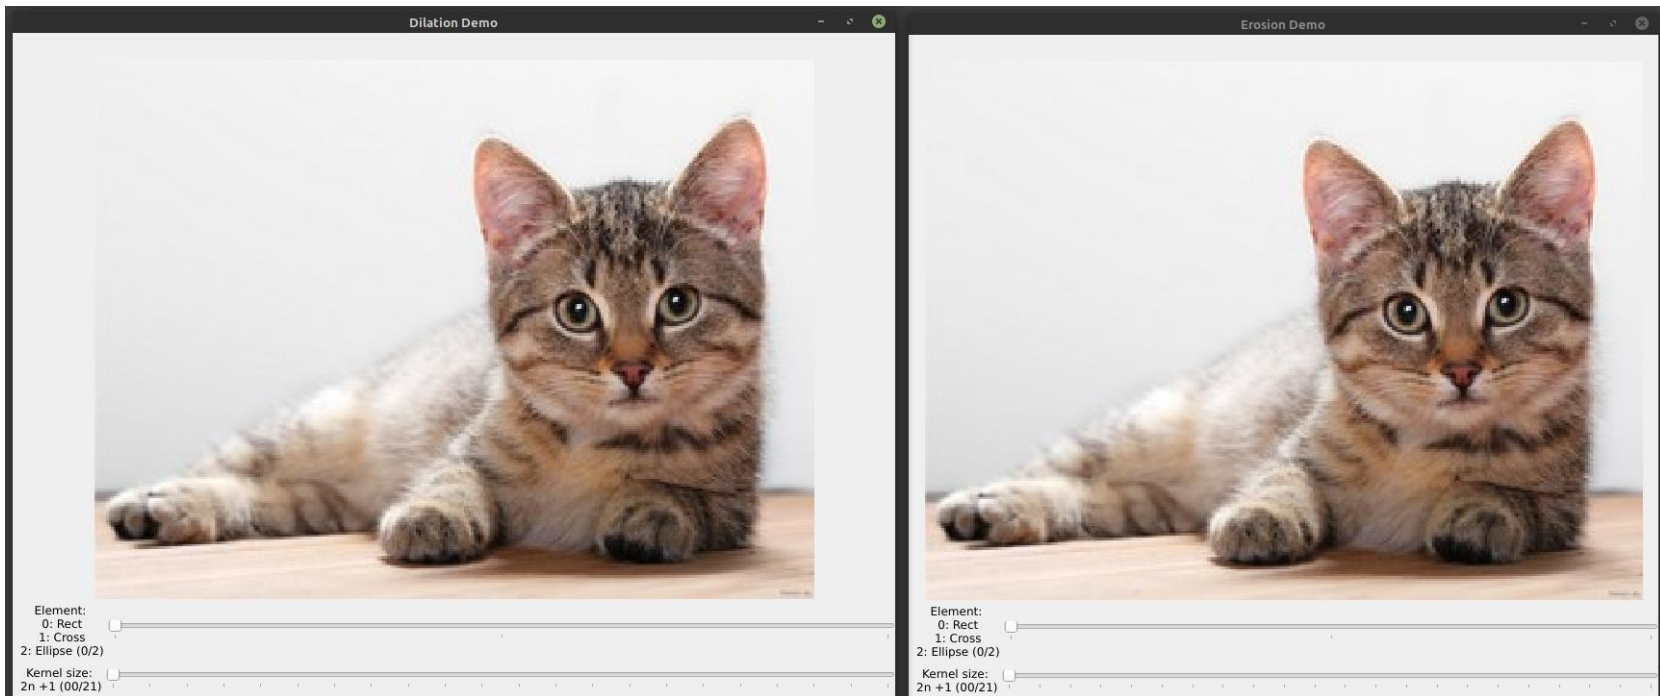 Dilation Demo
Element:
0: Rect
1: Cross
2: Ellipse (0/2)
Kernel size:
2n +1 (00/21)
Erosion Demo
Element:
0: Rect
1: Cross
2: Ellipse (0/2)
Kernel size:
2n +1 (00/21)